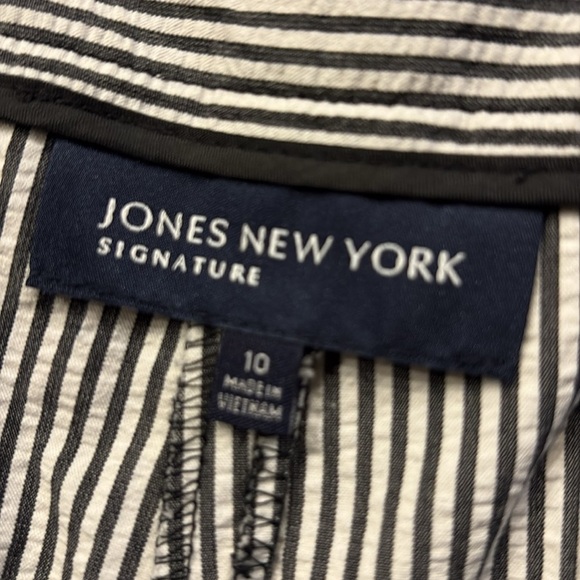 JONES NEW YORK
SIGNATURE
10
MADE IN
VIETNAM